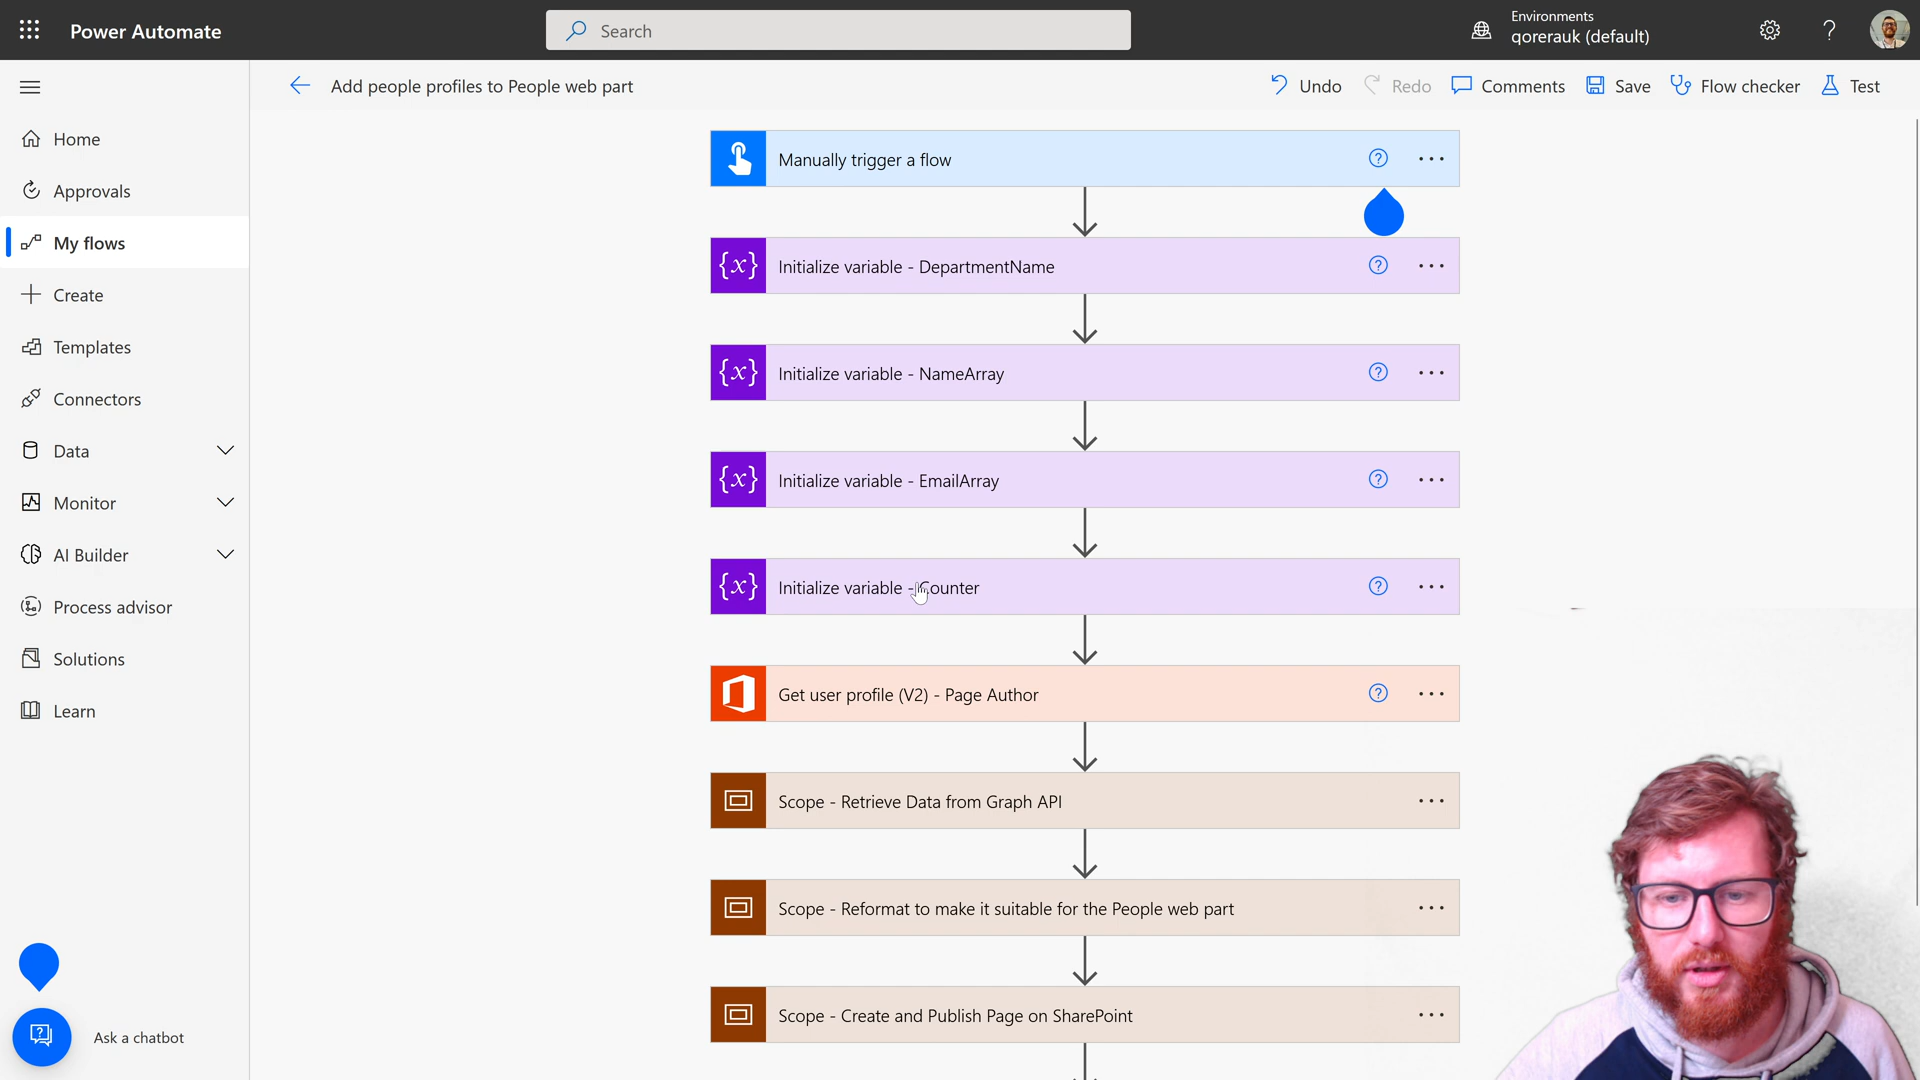 Power Automate
Search
Environments
qorerauk (default)
?
Add people profiles to People web part
Undo
Redo
Comments
Save
Flow checker
Test
Home
Approvals
My flows
Create
Templates
Connectors
Data
Monitor
AI Builder
Process advisor
Solutions
Learn
Ask a chatbot
Manually trigger a flow
{x} Initialize variable - DepartmentName
{x} Initialize variable - NameArray
{x} Initialize variable - EmailArray
{x} Initialize variable - Counter
Get user profile (V2) - Page Author
Scope - Retrieve Data from Graph API
Scope - Reformat to make it suitable for the People web part
Scope - Create and Publish Page on SharePoint